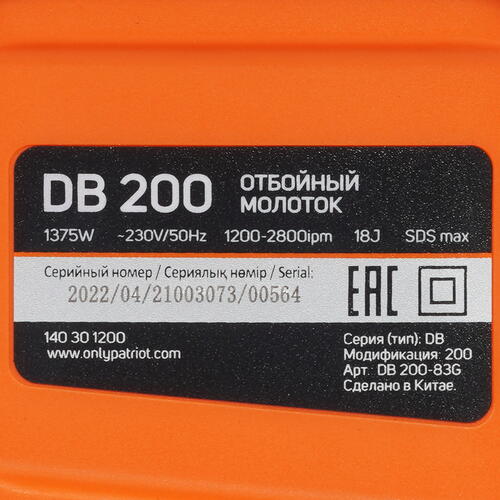 DB 200 ОТБОЙНЫЙ МОЛОТОК
1375W ~230V/50Hz 1200-2800ipm 18J SDS max
Серийный номер / Сериялық нөмір / Serial:
2022/04/21003073/00564
EAC
140 30 1200
www.onlypatriot.com
Серия (тип): DB
Модификация: 200
Арт.: DB 200-83G
Сделано в Китае.